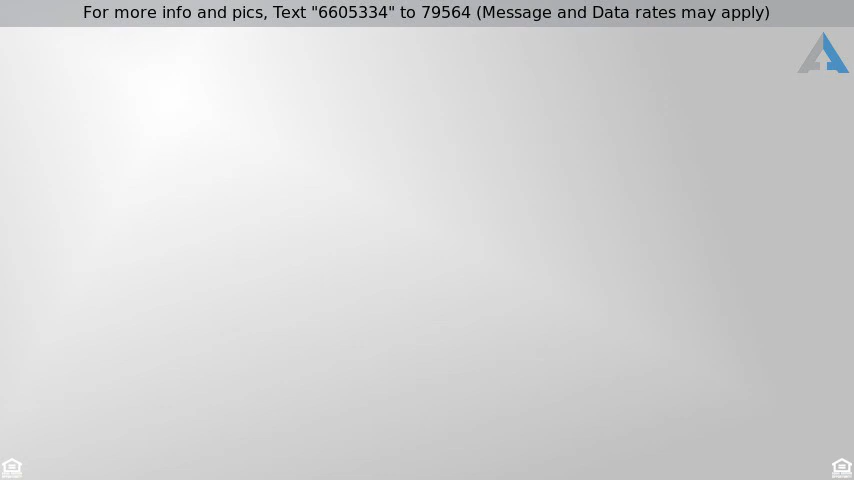 For more info and pics, Text "6605334" to 79564 (Message and Data rates may apply)